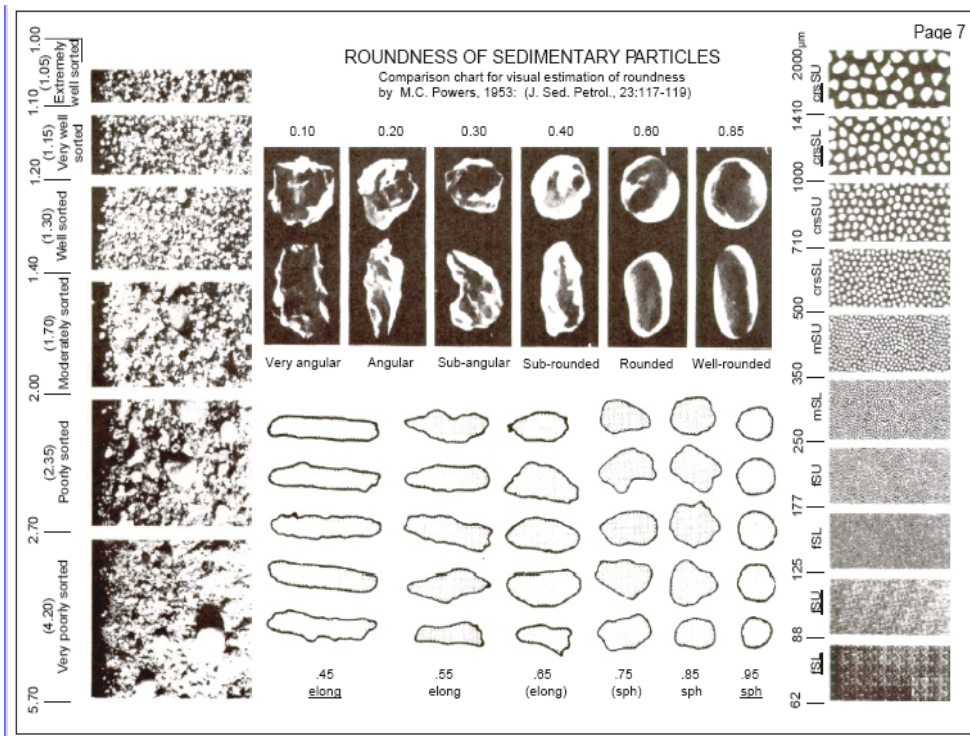 Page 7
ROUNDNESS OF SEDIMENTARY PARTICLES
Comparison chart for visual estimation of roundness
by M.C. Powers, 1953: (J. Sed. Petrol., 23:117-119)
0.10 0.20 0.30 0.40 0.60 0.85
Very angular Angular Sub-angular Sub-rounded Rounded Well-rounded
.45 .55 .65 .75 .85 .95
elong elong (elong) (sph) sph sph
1.00
(1.05)
Extremely
well sorted
1.10
(1.15)
Very well
sorted
1.20
(1.30)
Well sorted
1.40
(1.70)
Moderately sorted
2.00
(2.35)
Poorly sorted
2.70
(4.20)
Very poorly sorted
5.70
2000 µm
crsSU
1410
crsSL
1000
crsSU
710
crsSL
500
mSU
350
mSL
250
fSU
177
fSL
125
fSU
88
fSL
62